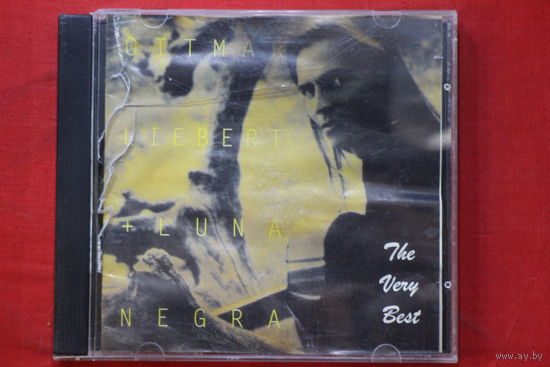 OTTMAR
LIEBERT
+ LUNA
NEGRA
The
Very
Best
www.ay.by